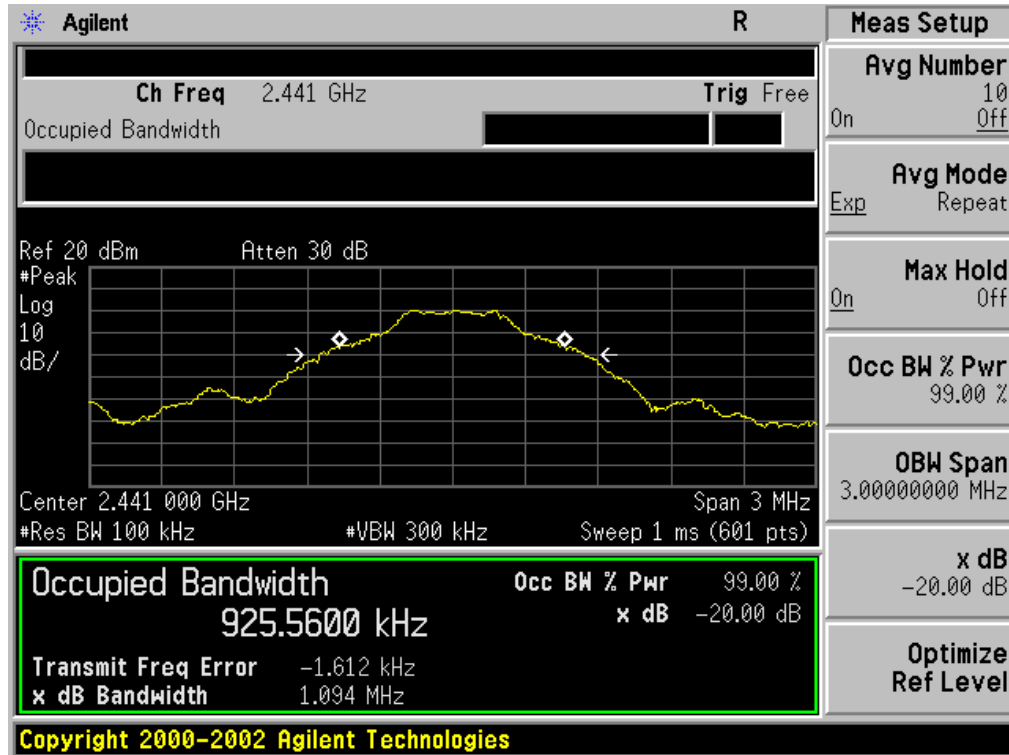 Agilent R
Ch Freq 2.441 GHz Trig Free
Occupied Bandwidth
Ref 20 dBm Atten 30 dB
#Peak
Log
10
dB/
Center 2.441 000 GHz Span 3 MHz
#Res BW 100 kHz #VBW 300 kHz Sweep 1 ms (601 pts)
Occupied Bandwidth Occ BW % Pwr 99.00 %
925.5600 kHz x dB -20.00 dB
Transmit Freq Error -1.612 kHz
x dB Bandwidth 1.094 MHz
Copyright 2000-2002 Agilent Technologies
Meas Setup
Avg Number
10
On Off
Avg Mode
Exp Repeat
Max Hold
On Off
Occ BW % Pwr
99.00 %
OBW Span
3.00000000 MHz
x dB
-20.00 dB
Optimize
Ref Level